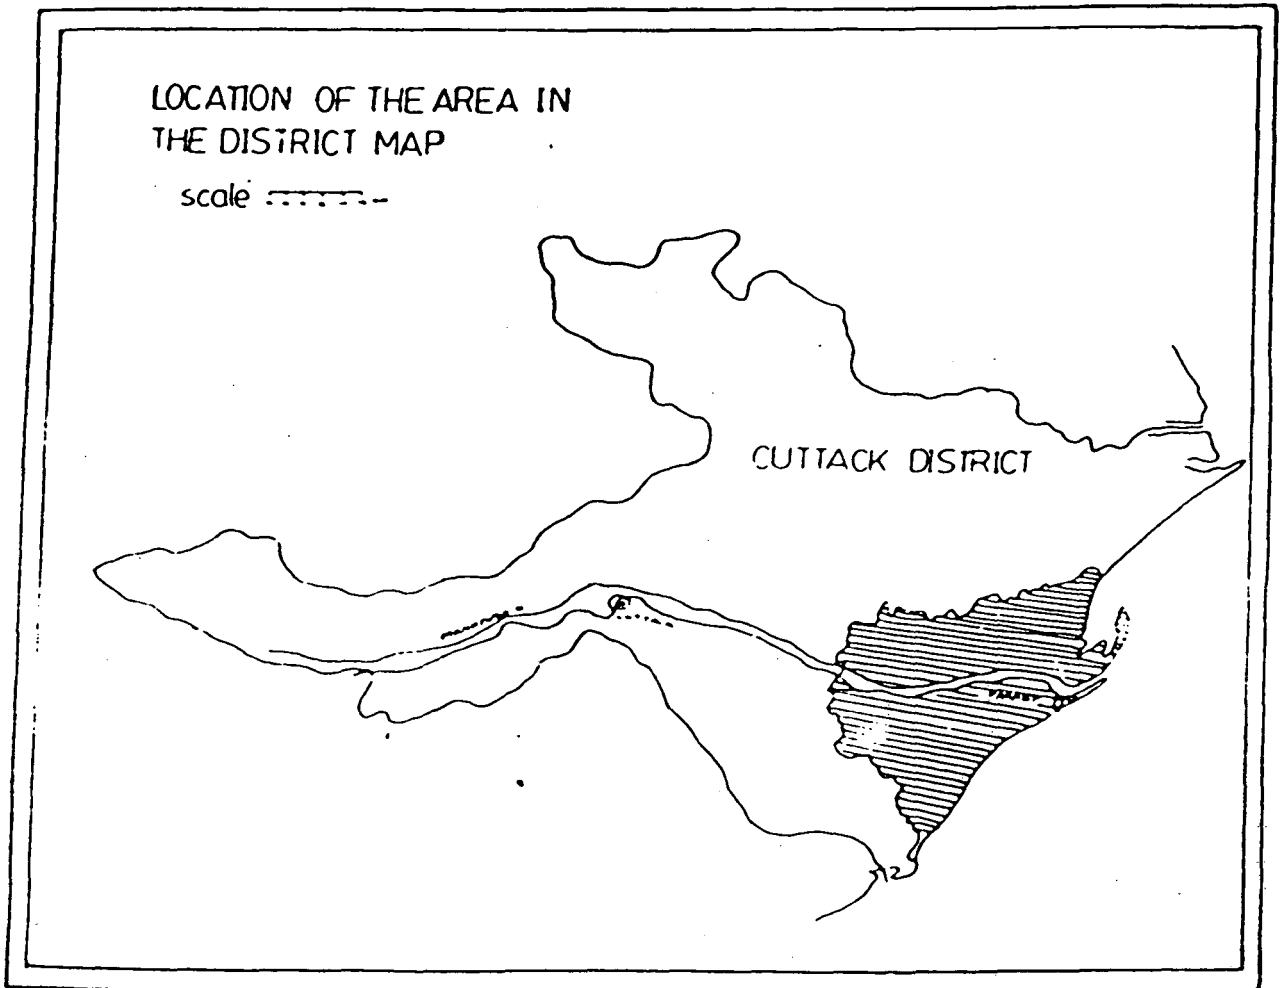 LOCATION OF THE AREA IN
THE DISTRICT MAP
scale
CUTTACK DISTRICT